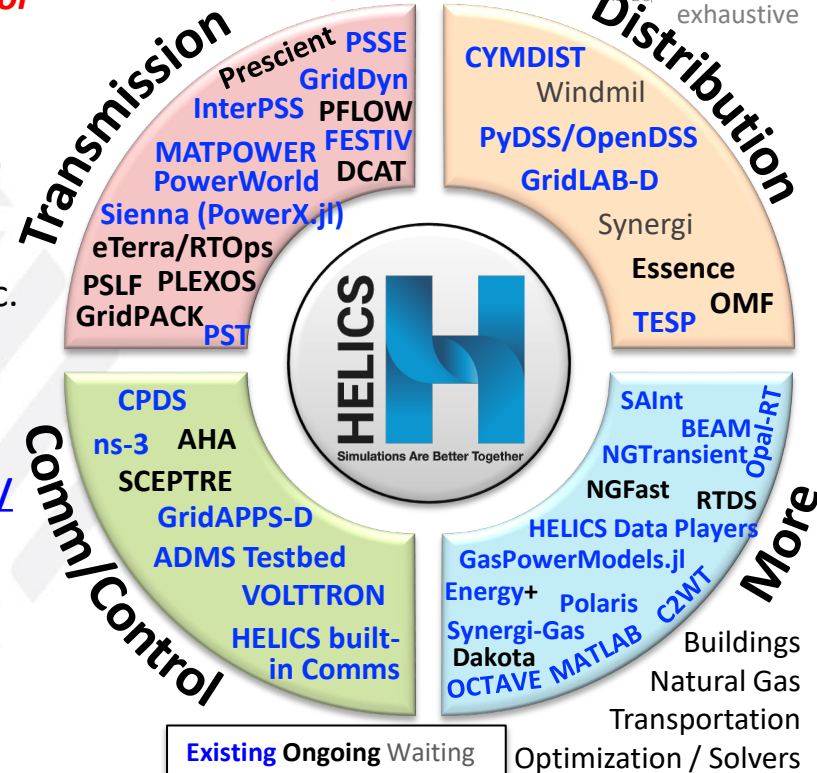 or
exhaustive
Transmission
Prescient
PSSE
GridDyn
InterPSS
PFLOW
FESTIV
MATPOWER
DCAT
PowerWorld
Sienna (PowerX.jl)
eTerra/RTOps
PSLF
PLEXOS
GridPACK
PST
Distribution
CYMDIST
Windmil
PyDSS/OpenDSS
GridLAB-D
Synergi
Essence
OMF
TESP
c.
HELICS
Simulations Are Better Together
Comm/Control
CPDS
ns-3
AHA
SCEPTRE
GridAPPS-D
ADMS Testbed
VOLTTRON
HELICS built-
in Comms
/
More
SAInt
BEAM
Opal-RT
NGTransient
NGFast
RTDS
HELICS Data Players
GasPowerModels.jl
Energy+
Polaris
C2WT
Synergi-Gas
Dakota
MATLAB
OCTAVE
Buildings
Natural Gas
Transportation
Optimization / Solvers
Existing Ongoing Waiting